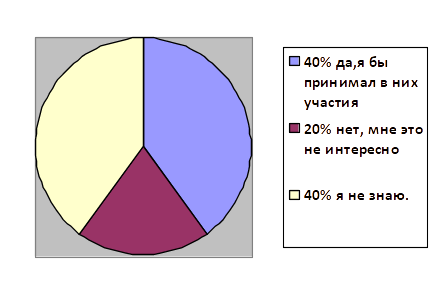 40% да,я бы
принимал в них
участия
20% нет, мне это
не интересно
40% я не знаю.